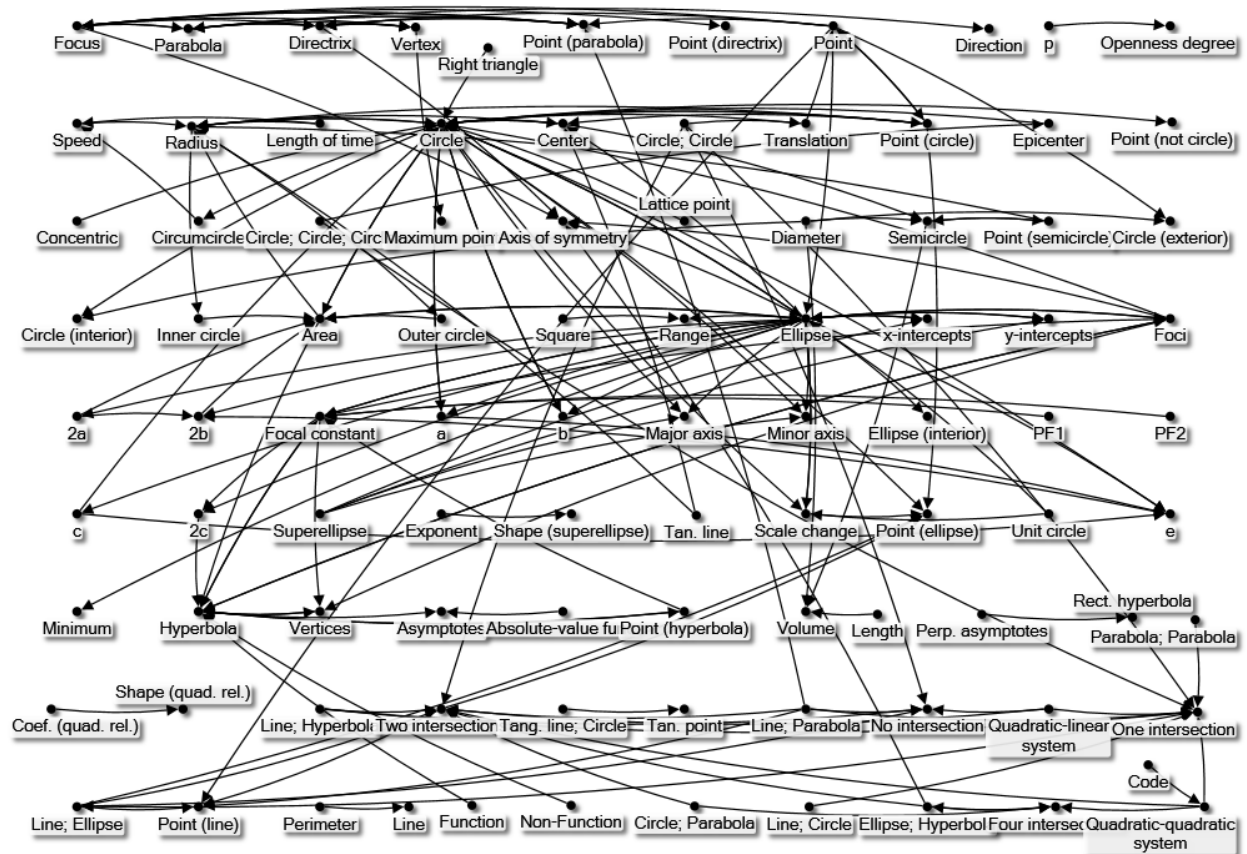 Focus
Parabola
Directrix
Vertex
Point (parabola)
Point (directrix)
Point
Direction
p
Openness degree
Right triangle
Speed
Radius
Length of time
Circle
Center
Circle; Circle
Translation
Point (circle)
Epicenter
Point (not circle)
Lattice point
Concentric
Circumcircle
Circle; Circle; Circ
Maximum poin
Axis of symmetry
Diameter
Semicircle
Point (semicircle)
Circle (exterior)
Circle (interior)
Inner circle
Area
Outer circle
Square
Range
Ellipse
x-intercepts
y-intercepts
Foci
2a
2b
Focal constant
a
b
Major axis
Minor axis
Ellipse (interior)
PF1
PF2
c
2c
Superellipse
Exponent
Shape (superellipse)
Tan. line
Scale change
Point (ellipse)
Unit circle
e
Rect. hyperbola
Minimum
Hyperbola
Vertices
Asymptotes
Absolute-value fu
Point (hyperbola)
Volume
Length
Perp. asymptotes
Parabola; Parabola
Shape (quad. rel.)
Coef. (quad. rel.)
Line; Hyperbol
Two intersection
Tang. line; Circle
Tan. point
Line; Parabola
No intersection
Quadratic-linear
system
One intersection
Code
Line; Ellipse
Point (line)
Perimeter
Line
Function
Non-Function
Circle; Parabola
Line; Circle
Ellipse; Hyperbol
Four intersec
Quadratic-quadratic
system